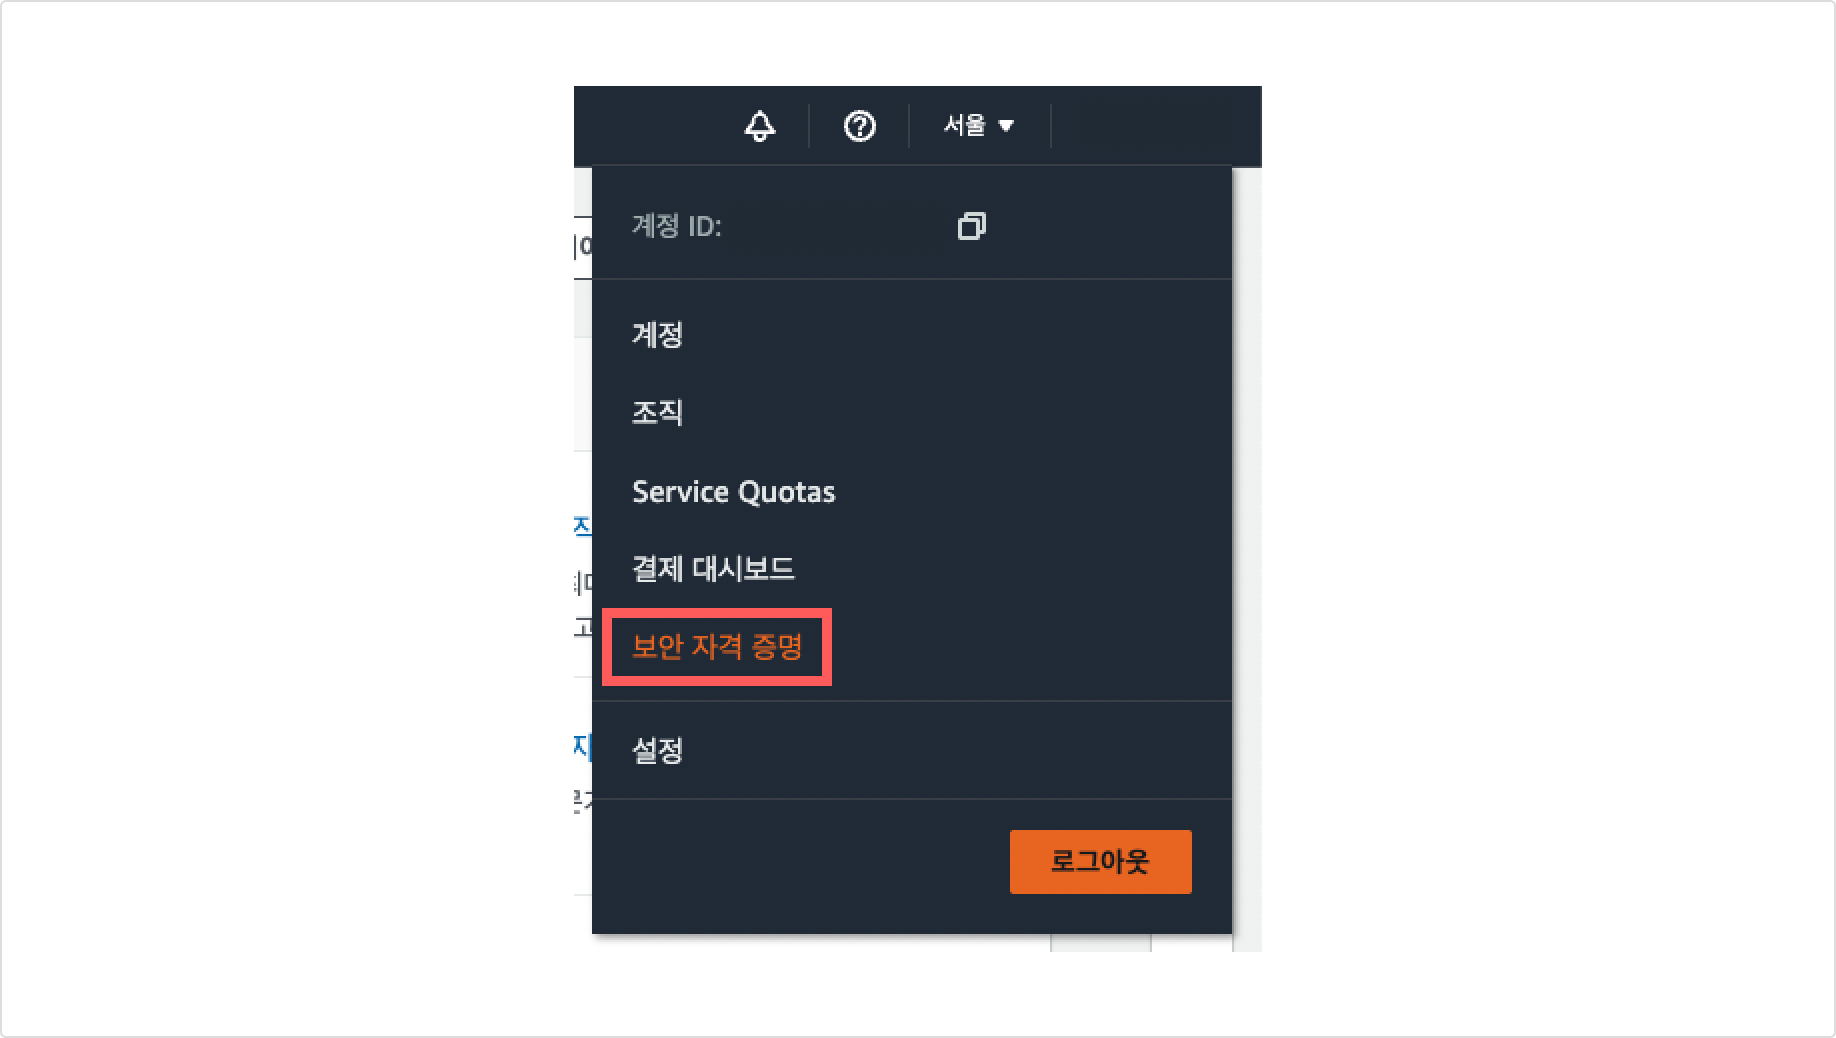 서울
계정 ID:
계정
조직
Service Quotas
결제 대시보드
보안 자격 증명
설정
로그아웃